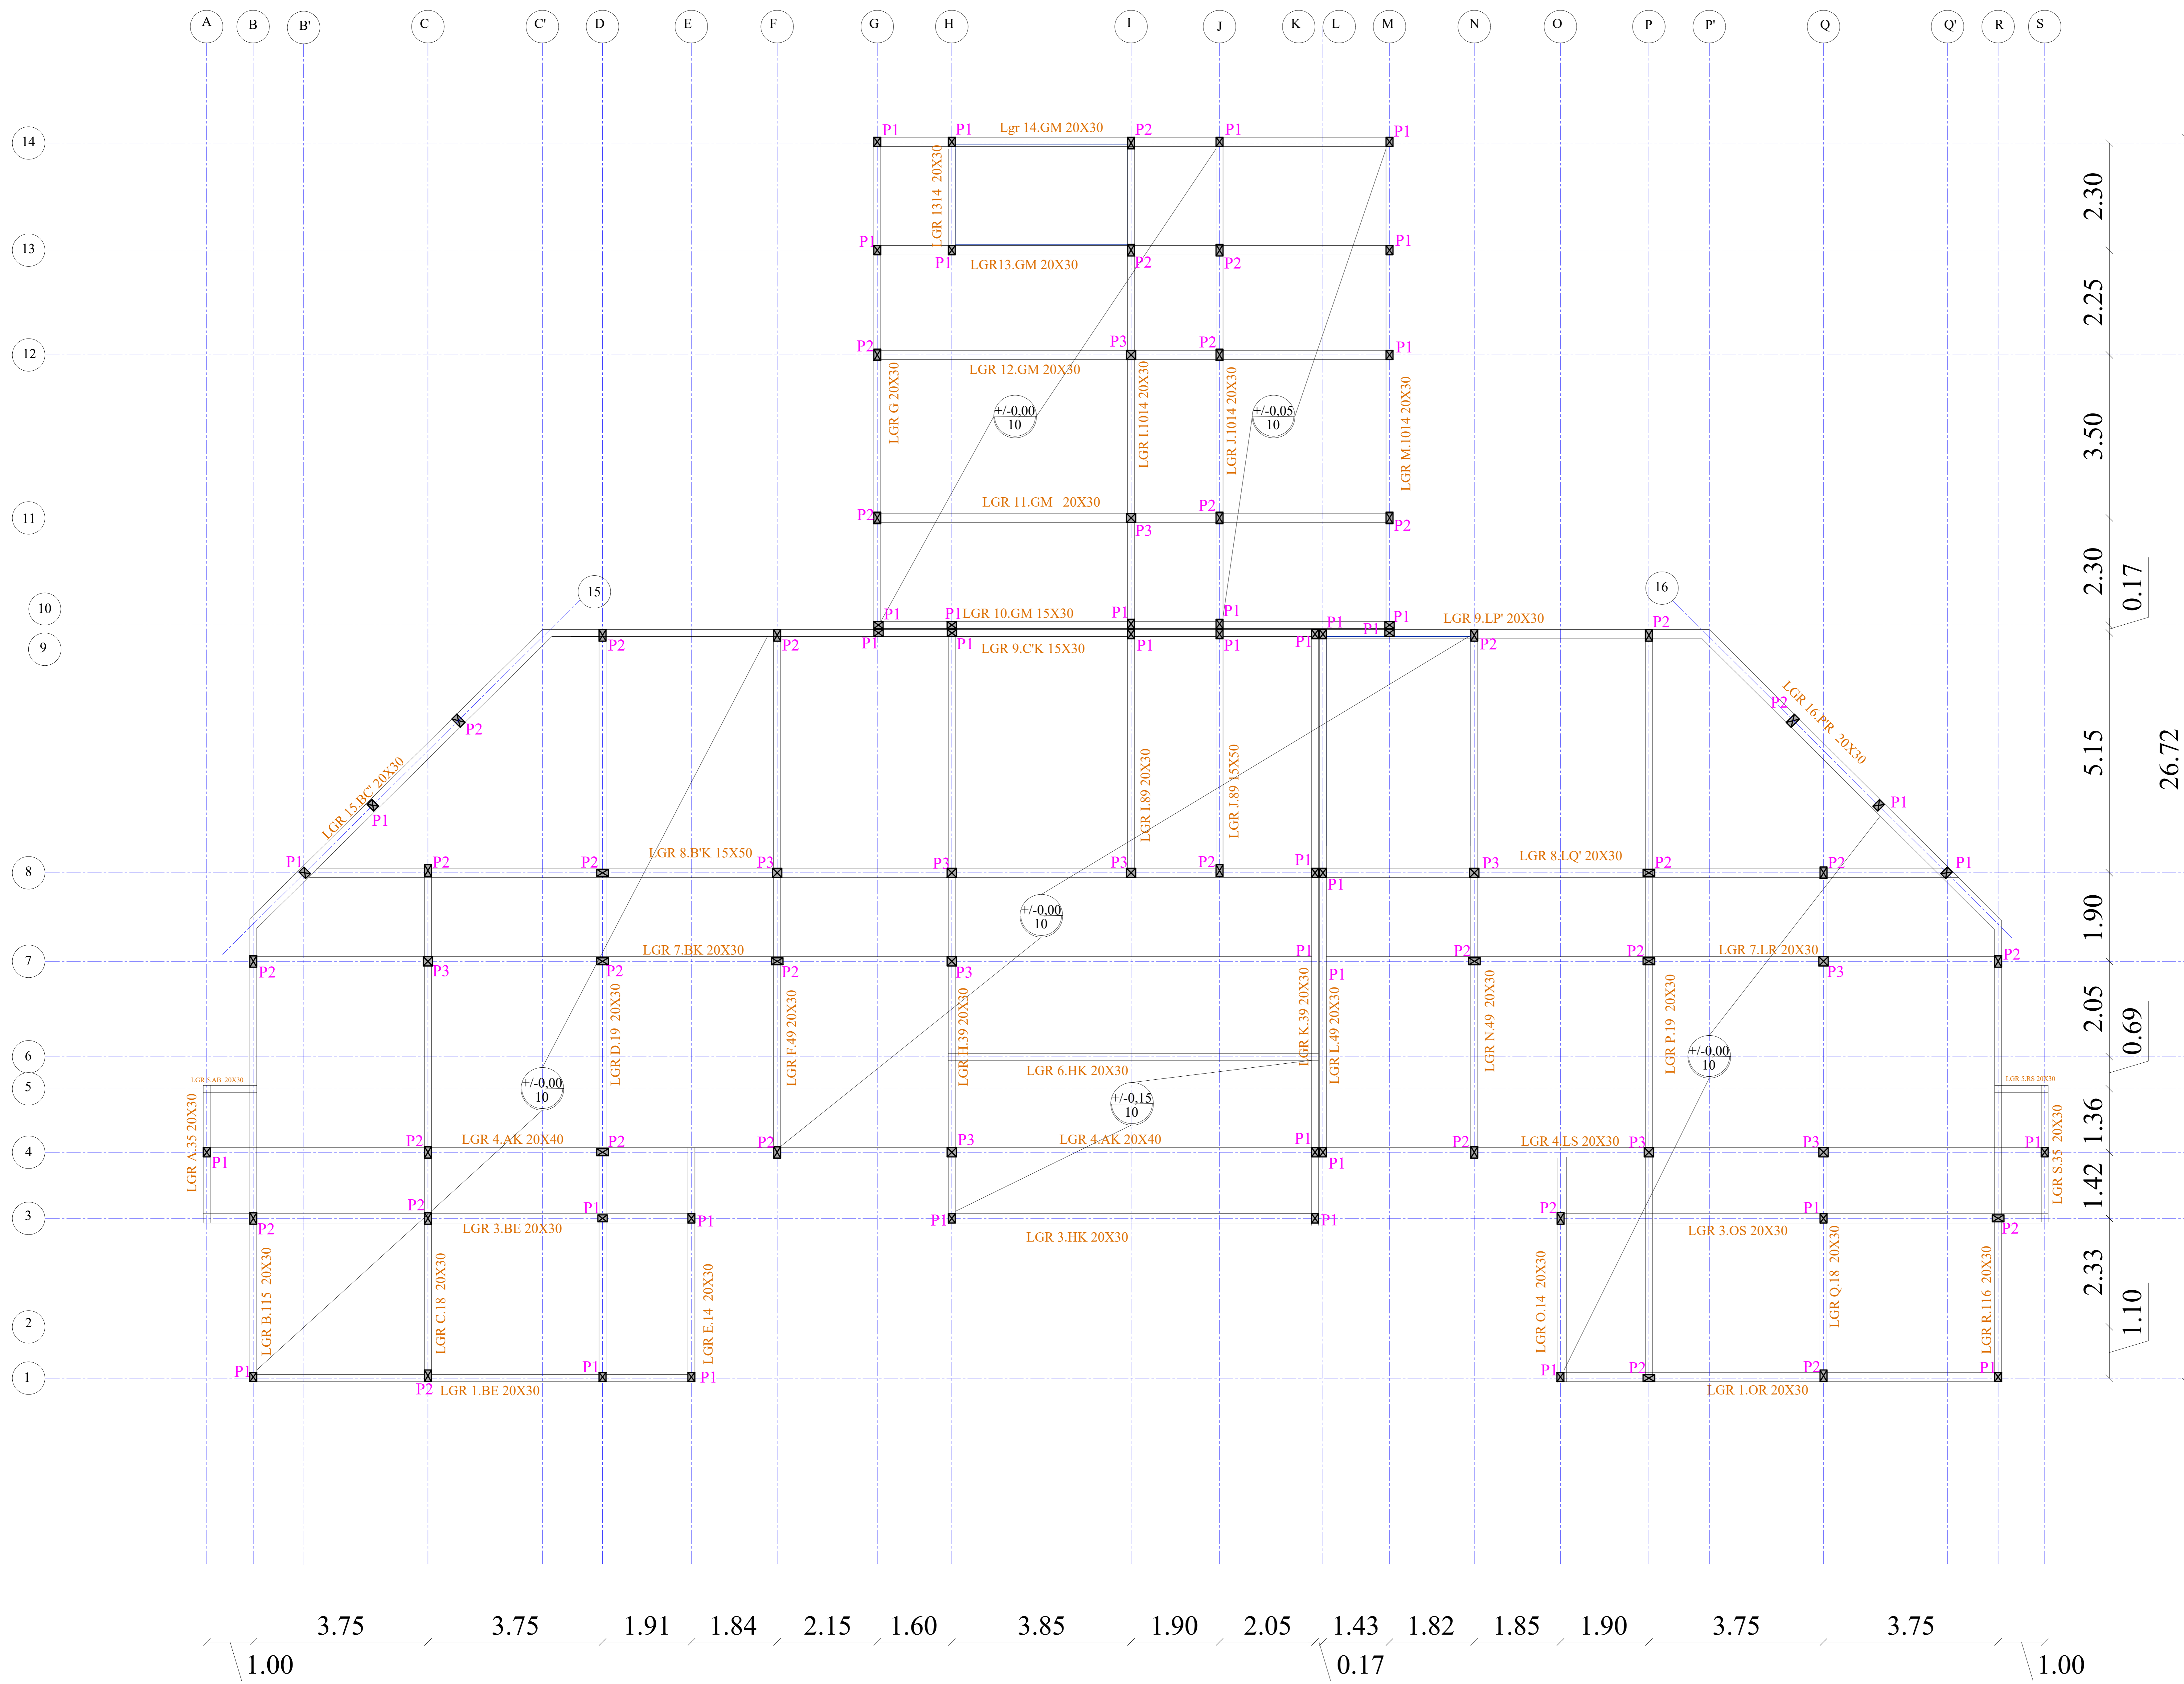 A B B' C C' D E F G H I J K L M N O P P' Q Q' R S
Lgr 14.GM 20X30
P1 P1 P2 P1 P1
14
2.30
LGR 1314 20X30
P1 P1
13
P1 P2 P2
LGR13.GM 20X30
2.25
P2 P3 P2 P1
12
LGR 12.GM 20X30
LGR G 20X30
LGR I.1014 20X30
LGR J.1014 20X30
LGR M.1014 20X30
+/-0,00
10
+/-0,05
10
3.50
LGR 11.GM 20X30
P2 P2
11
P3 P2
2.30
0.17
15
16
10
P1 P1 LGR 10.GM 15X30 P1 P1 P1 P1 LGR 9.LP' 20X30 P2
9
P2 P2 P1 P1 LGR 9.C'K 15X30 P1 P1 P1 P1 P2
LGR 15.BC' 20X30
P2
P1
LGR I.89 20X30
LGR J.89 15X50
P2
LGR 16.P'R 20X30
P1
5.15
26.72
P1 P2 P2 LGR 8.B'K 15X50 P3 P3 P3 P2 P1 P3 LGR 8.LQ' 20X30 P2 P2 P1
8
P1
+/-0,00
10
1.90
LGR 7.BK 20X30 P1 P2 P2 LGR 7.LR 20X30 P2
7
P2 P3 P2 P2 P3 P1 P3
LGR D.19 20X30
LGR F.49 20X30
LGR H.39 20X30
LGR K.39 20X30
LGR L.49 20X30
LGR N.49 20X30
LGR P.19 20X30
2.05
0.69
6
LGR 6.HK 20X30
+/-0,00
10
+/-0,15
10
+/-0,00
10
5
LGR 5.AB 20X30
LGR 5.RS 20X30
LGR A.35 20X30
LGR S.35 20X30
1.36
P2 LGR 4.AK 20X40 P2 P2 P3 LGR 4.AK 20X40 P1 P2 LGR 4.LS 20X30 P3 P3 P1
4
P1 P1
1.42
P2 P1 P2 P1
3
P2 LGR 3.BE 20X30 P1 P1 LGR 3.HK 20X30 P1 LGR 3.OS 20X30 P2
LGR B.115 20X30
LGR C.18 20X30
LGR E.14 20X30
LGR O.14 20X30
LGR Q.18 20X30
LGR R.116 20X30
2.33
1.10
2
P1 P1 P1 P1 P2 P2 P1
1
P2 LGR 1.BE 20X30 LGR 1.OR 20X30
3.75 3.75 1.91 1.84 2.15 1.60 3.85 1.90 2.05 1.43 1.82 1.85 1.90 3.75 3.75
1.00 0.17 1.00